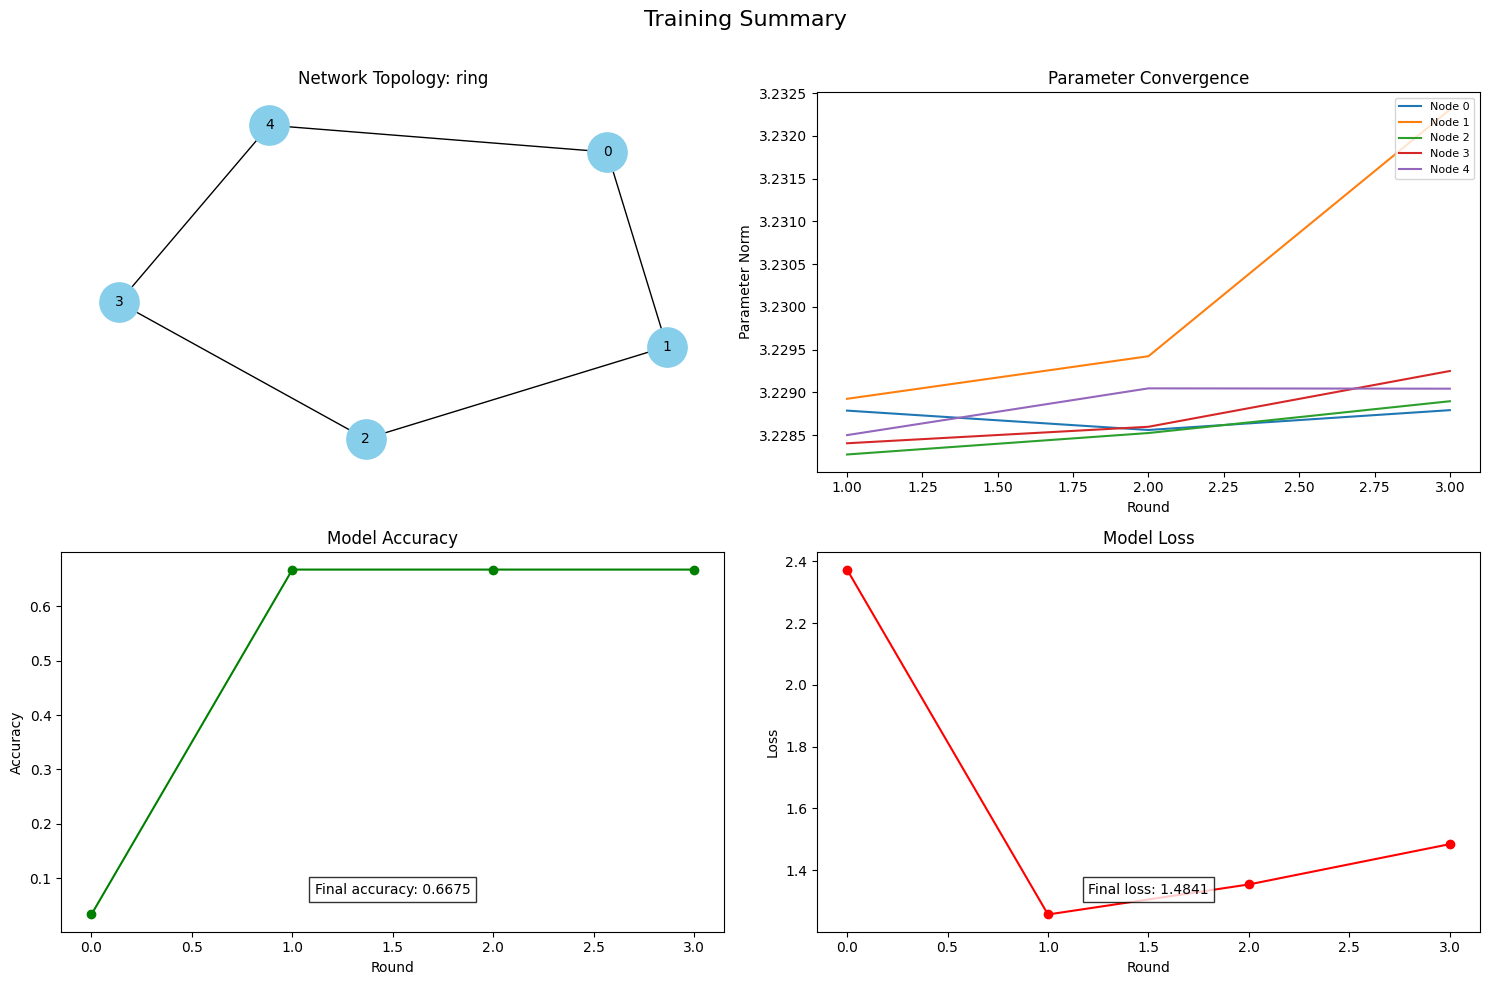 Training Summary
Network Topology: ring
4
0
3
1
2
Parameter Convergence
3.2325
3.2320
3.2315
3.2310
3.2305
3.2300
3.2295
3.2290
3.2285
Parameter Norm
Node 0
Node 1
Node 2
Node 3
Node 4
1.00 1.25 1.50 1.75 2.00 2.25 2.50 2.75 3.00
Round
Model Accuracy
0.6
0.5
0.4
0.3
0.2
0.1
Accuracy
Final accuracy: 0.6675
0.0 0.5 1.0 1.5 2.0 2.5 3.0
Round
Model Loss
2.4
2.2
2.0
1.8
1.6
1.4
Loss
Final loss: 1.4841
0.0 0.5 1.0 1.5 2.0 2.5 3.0
Round